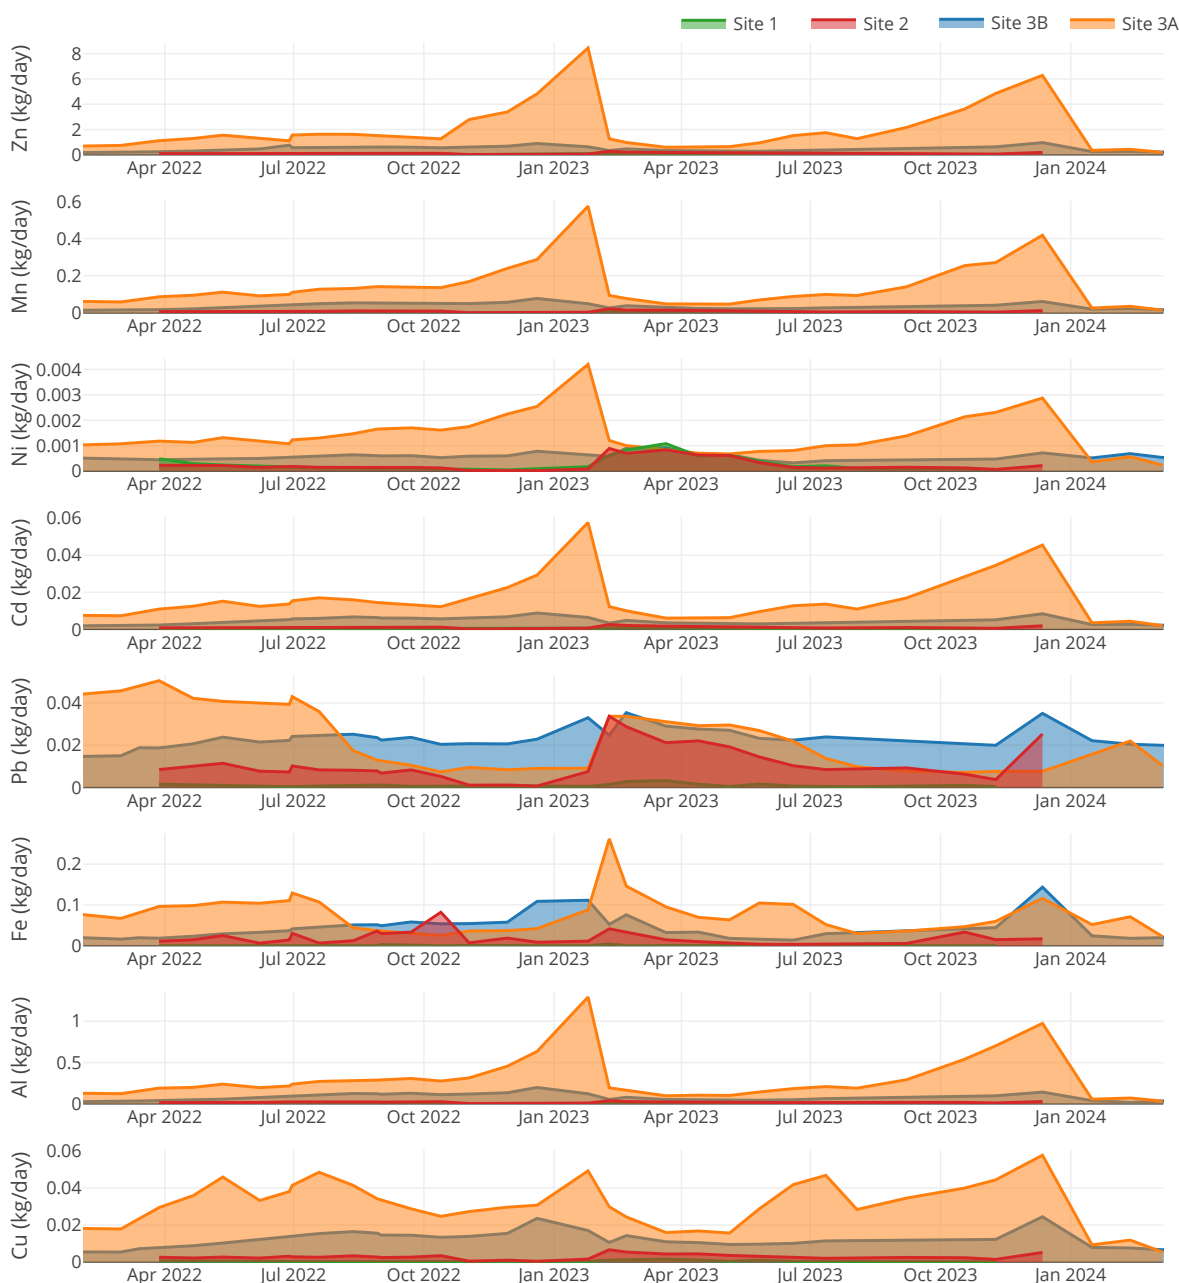 Site 1 Site 2 Site 3B Site 3A
Zn (kg/day)
8
6
4
2
0
Apr 2022 Jul 2022 Oct 2022 Jan 2023 Apr 2023 Jul 2023 Oct 2023 Jan 2024
Mn (kg/day)
0.6
0.4
0.2
0
Apr 2022 Jul 2022 Oct 2022 Jan 2023 Apr 2023 Jul 2023 Oct 2023 Jan 2024
Ni (kg/day)
0.004
0.003
0.002
0.001
0
Apr 2022 Jul 2022 Oct 2022 Jan 2023 Apr 2023 Jul 2023 Oct 2023 Jan 2024
Cd (kg/day)
0.06
0.04
0.02
0
Apr 2022 Jul 2022 Oct 2022 Jan 2023 Apr 2023 Jul 2023 Oct 2023 Jan 2024
Pb (kg/day)
0.04
0.02
0
Apr 2022 Jul 2022 Oct 2022 Jan 2023 Apr 2023 Jul 2023 Oct 2023 Jan 2024
Fe (kg/day)
0.2
0.1
0
Apr 2022 Jul 2022 Oct 2022 Jan 2023 Apr 2023 Jul 2023 Oct 2023 Jan 2024
Al (kg/day)
1
0.5
0
Apr 2022 Jul 2022 Oct 2022 Jan 2023 Apr 2023 Jul 2023 Oct 2023 Jan 2024
Cu (kg/day)
0.06
0.04
0.02
0
Apr 2022 Jul 2022 Oct 2022 Jan 2023 Apr 2023 Jul 2023 Oct 2023 Jan 2024